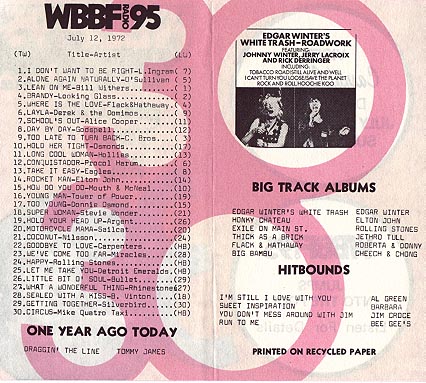 WBBF RADIO 95
July 12, 1972
(TW) Title-Artist (LW)
1.I DON'T WANT TO BE RIGHT-L.Ingram( 7)
2.ALONE AGAIN NATURALLY-O'Sullivan( 5)
3.LEAN ON ME-Bill Withers............( 1)
4.BRANDY-Looking Glass...............( 2)
5.WHERE IS THE LOVE-Flack&Hathaway.( 4)
6.LAYLA-Derek & the Dominos..........( 9)
7.SCHOOL'S OUT-Alice Cooper..........(11)
8.DAY BY DAY-Godspell................(12)
9.TOO LATE TO TURN BACK-C. Bros.....( 3)
10.HOLD HER TIGHT-Osmonds............(17)
11.LONG COOL WOMAN-Hollies...........(13)
12.CONQUISTADOR-Procol Harum........( 6)
13.TAKE IT EASY-Eagles...............( 8)
14.ROCKET MAN-Elton John.............(14)
15.HOW DO YOU DO-Mouth & McNeal.....(10)
16.YOUNG MAN-Tower of Power..........(19)
17.TOO YOUNG-Donnie Osmond...........(15)
18.SUPER WOMAN-Stevie Wonder........(21)
19.HOLD YOUR HEAD UP-Argent.........(26)
20.MOTORCYCLE MAMA-Sailcat..........(20)
21.COCONUT-Nilsson...................(24)
22.GOODBYE TO LOVE-Carpenters.......(HB)
23.WE'VE COME TOO FAR-Miracles......(28)
24.HAPPY-Rolling Stones..............(HB)
25.LET ME TAKE YOU-Detroit Emeralds.(HB)
26.LITTLE BIT O' SOUL-Bullet........(29)
27.WHAT A WONDERFUL THING-Rhinestones(27)
28.SEALED WITH A KISS-B. Vinton.....(18)
29.GETTING TOGETHER-Silverbird......(30)
30.CIRCUS-Mike Quatro Taxi..........(HB)
ONE YEAR AGO TODAY
DRAGGIN' THE LINE TOMMY JAMES
EDGAR WINTER'S
WHITE TRASH-ROADWORK
FEATURING:
JOHNNY WINTER, JERRY LACROIX
AND RICK DERRINGER
INCLUDING:
TOBACCO ROAD/STILL ALIVE AND WELL
I CAN'T TURN YOU LOOSE/SAVE THE PLANET
ROCK AND ROLL HOOCHIE KOO
BIG TRACK ALBUMS
EDGAR WINTER'S WHITE TRASH EDGAR WINTER
HONKY CHATEAU ELTON JOHN
EXILE ON MAIN ST. ROLLING STONES
THICK AS A BRICK JETHRO TULL
FLACK & HATHAWAY ROBERTA & DONNY
BIG BAMBU CHEECH & CHONG
HITBOUNDS
I'M STILL I LOVE WITH YOU AL GREEN
SWEET INSPIRATION BARBARA
YOU DON'T MESS AROUND WITH JIM JIM CROCE
RUN TO ME BEE GEE'S
PRINTED ON RECYCLED PAPER